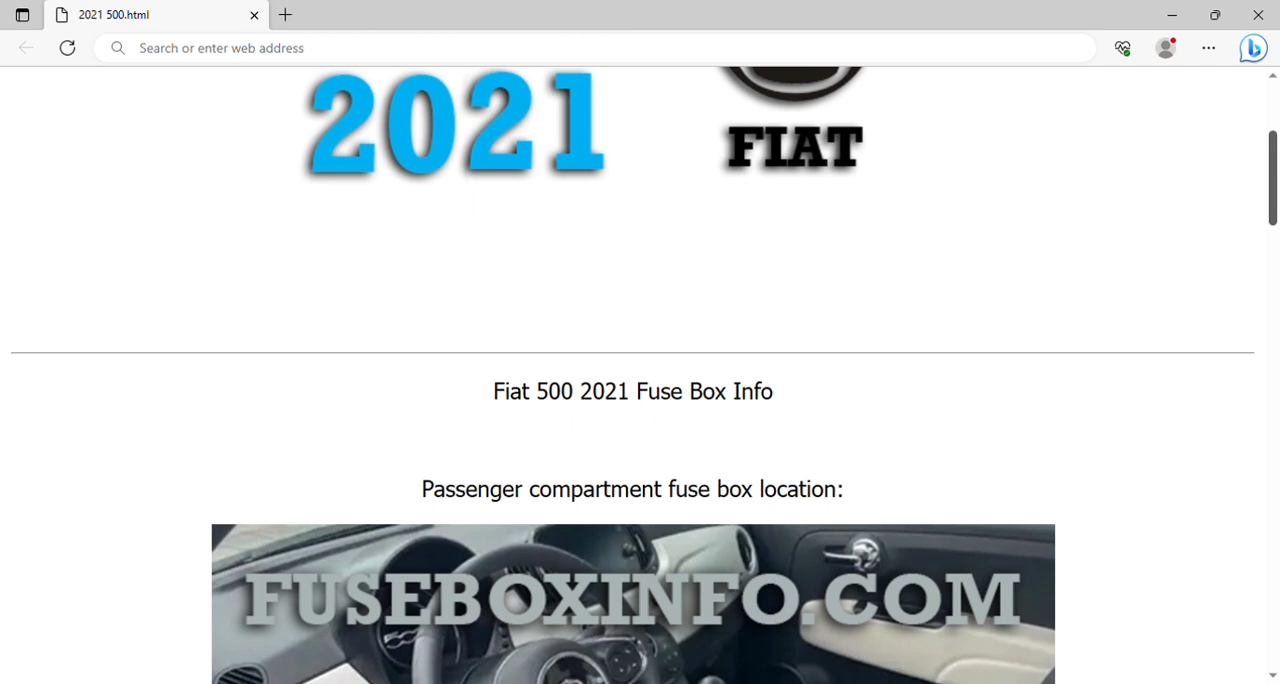 2021 500.html
Search or enter web address
2021
FIAT
Fiat 500 2021 Fuse Box Info
Passenger compartment fuse box location:
FUSEBOXINFO.COM